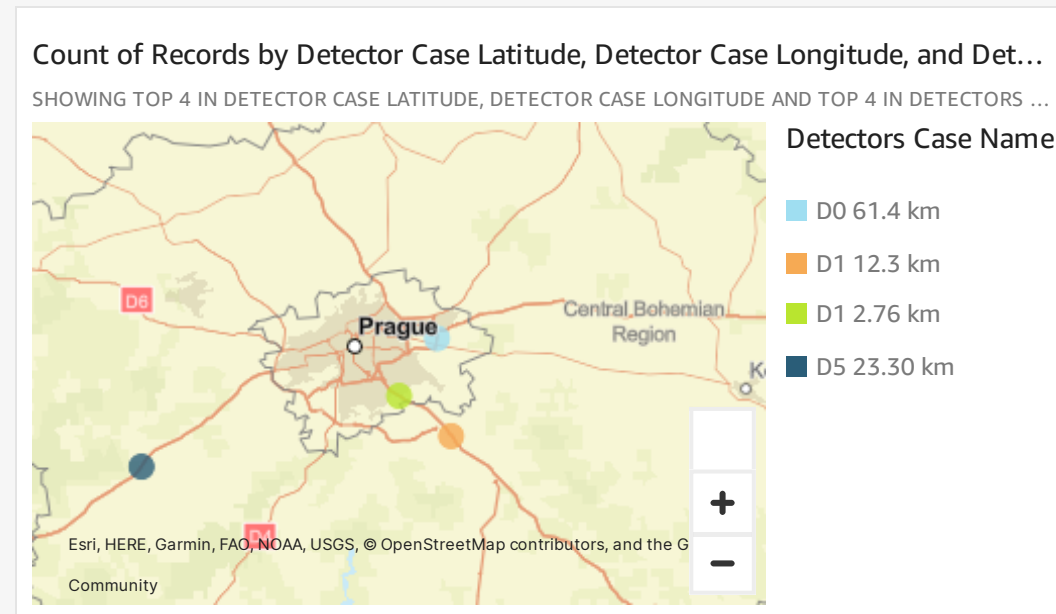 Count of Records by Detector Case Latitude, Detector Case Longitude, and Det...
SHOWING TOP 4 IN DETECTOR CASE LATITUDE, DETECTOR CASE LONGITUDE AND TOP 4 IN DETECTORS ...
Detectors Case Name
D0 61.4 km
D1 12.3 km
D1 2.76 km
D5 23.30 km
D6
Central Bohemian
Region
Prague
D4
Esri, HERE, Garmin, FAO, NOAA, USGS, © OpenStreetMap contributors, and the G
Community